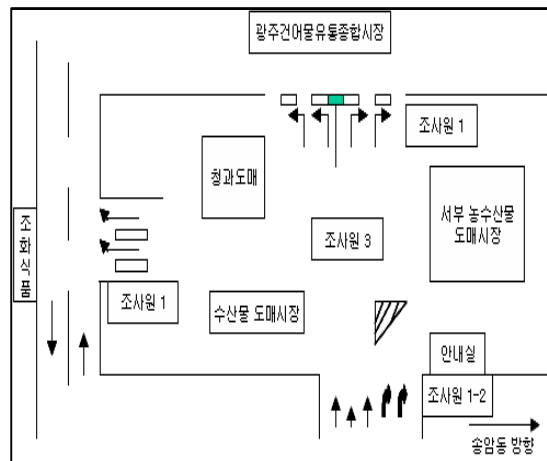 광주건어물유통종합시장
조사원 1
청과도매
서부 농수산물
도매시장
조사원 3
조
화
식
품
조사원 1
수산물 도매시장
안내실
조사원 1-2
송암동 방향